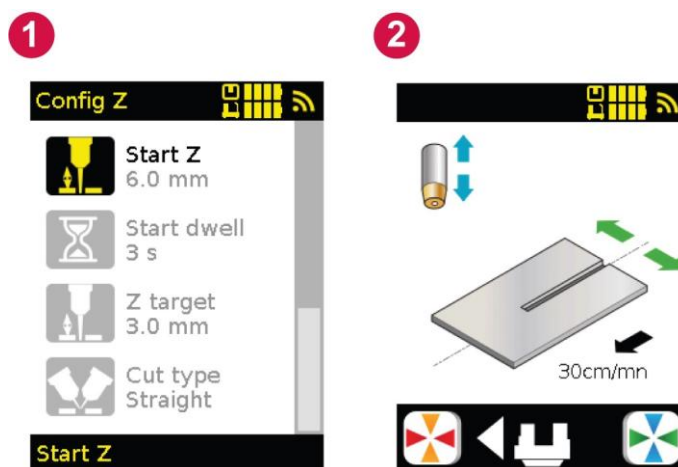 1
Config Z
Start Z
6.0 mm
Start dwell
3 s
Z target
3.0 mm
Cut type
Straight
Start Z
2
30cm/mn